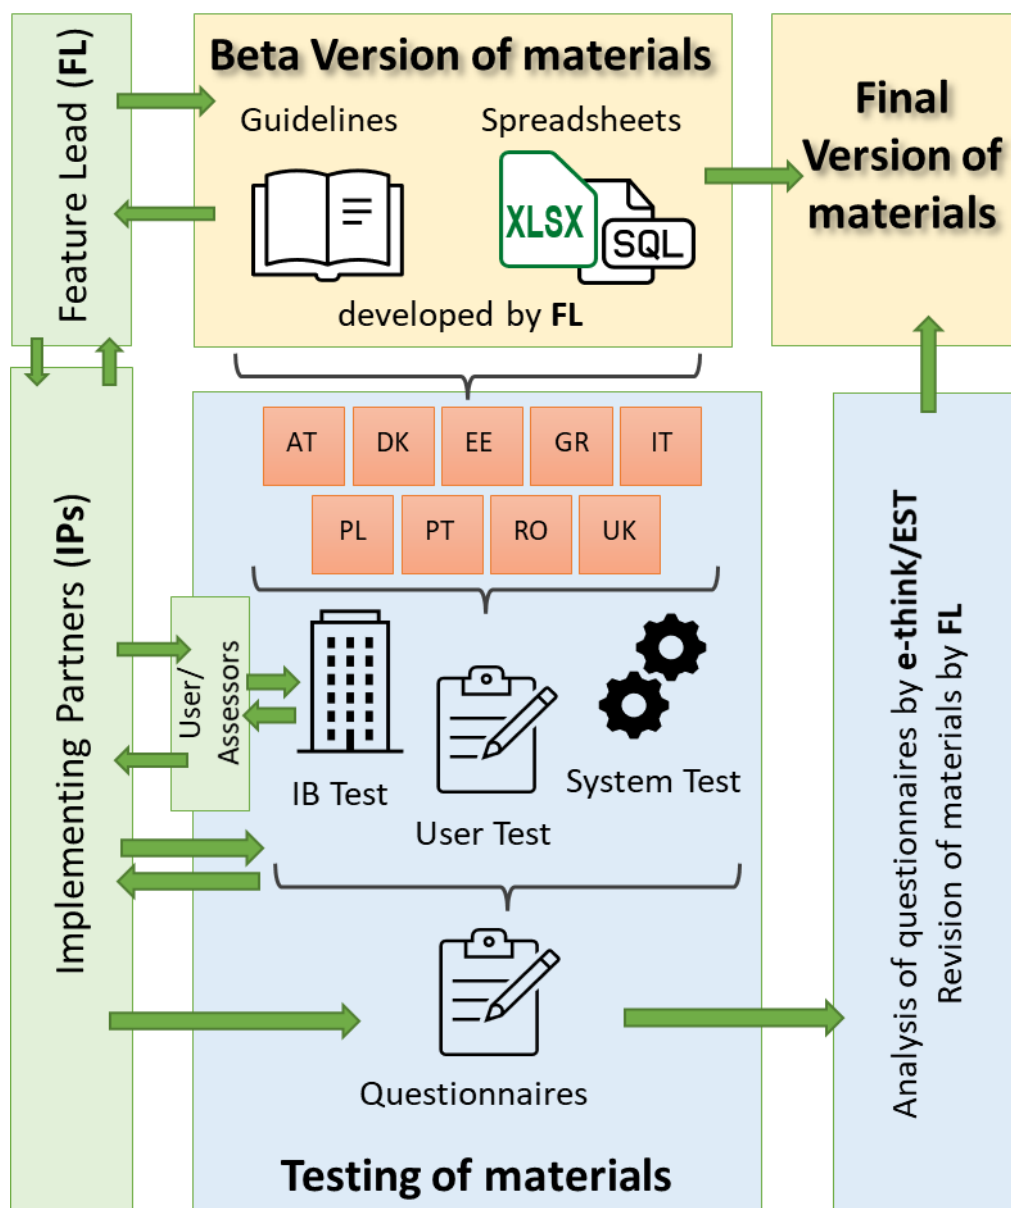 Feature Lead (FL)
Beta Version of materials
Guidelines
Spreadsheets
XLSX
SQL
developed by FL
Final
Version of
materials
Implementing Partners (IPs)
AT
DK
EE
GR
IT
PL
PT
RO
UK
User/
Assessors
IB Test
User Test
System Test
Questionnaires
Testing of materials
Analysis of questionnaires by e-think/EST
Revision of materials by FL